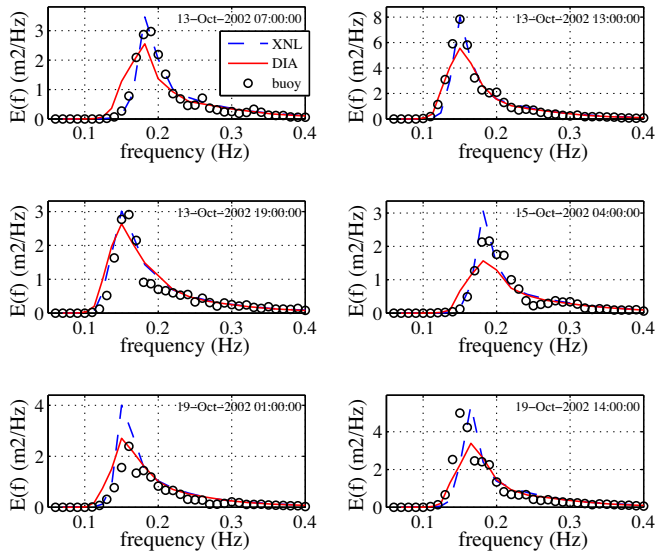 13-Oct-2002 07:00:00
3
2
1
0
E(f) (m2/Hz)
XNL
DIA
buoy
0.1 0.2 0.3 0.4
frequency (Hz)
13-Oct-2002 13:00:00
8
6
4
2
0
E(f) (m2/Hz)
0.1 0.2 0.3 0.4
frequency (Hz)
13-Oct-2002 19:00:00
3
2
1
0
E(f) (m2/Hz)
0.1 0.2 0.3 0.4
frequency (Hz)
15-Oct-2002 04:00:00
3
2
1
0
E(f) (m2/Hz)
0.1 0.2 0.3 0.4
frequency (Hz)
19-Oct-2002 01:00:00
4
2
0
E(f) (m2/Hz)
0.1 0.2 0.3 0.4
frequency (Hz)
19-Oct-2002 14:00:00
4
2
0
E(f) (m2/Hz)
0.1 0.2 0.3 0.4
frequency (Hz)